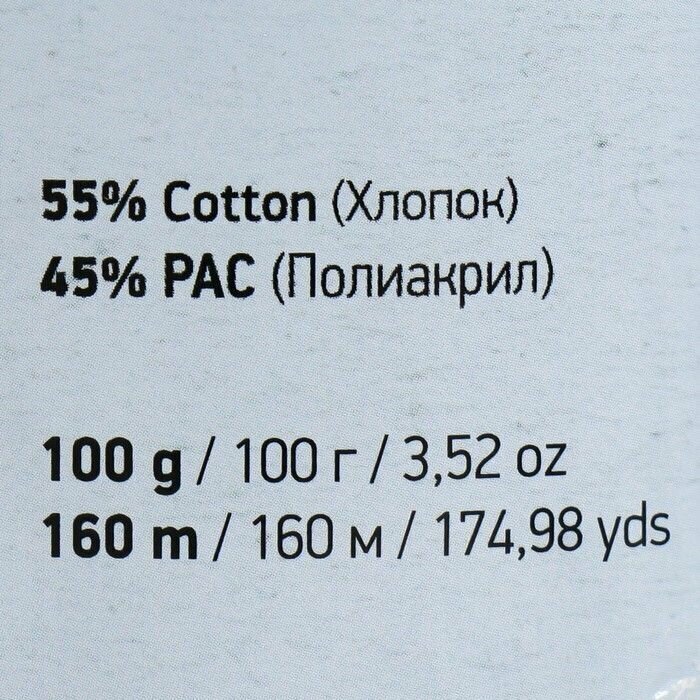 55% Cotton (Хлопок)
45% PAC (Полиакрил)
100 g / 100 г / 3,52 oz
160 m / 160 м / 174,98 yds